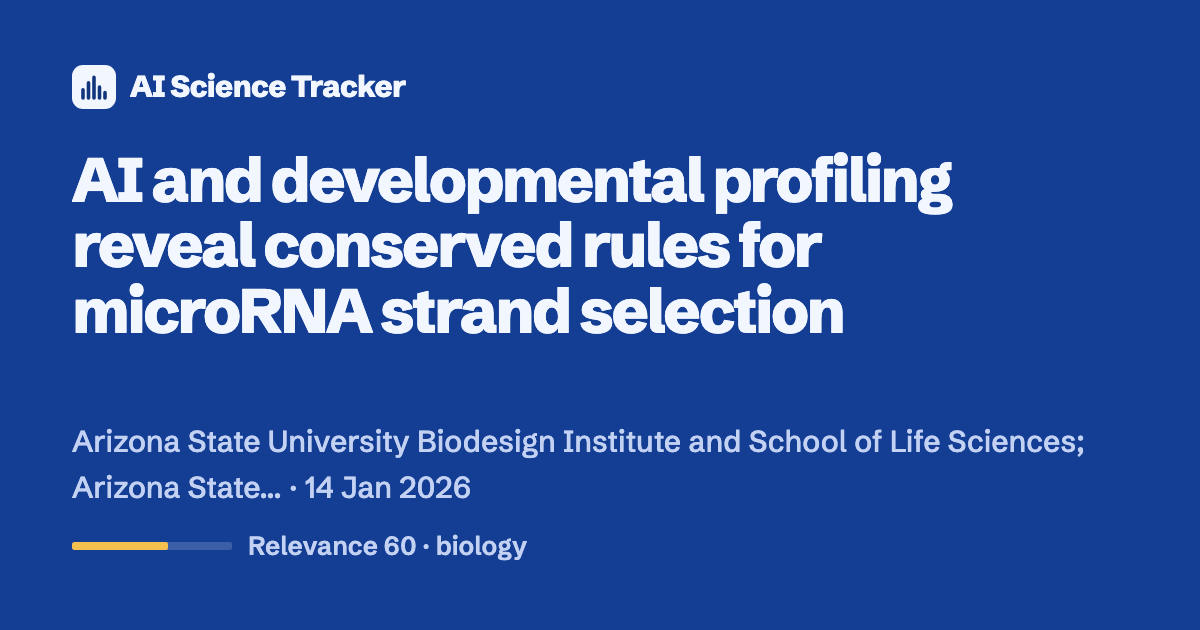 AI Science Tracker
AI and developmental profiling
reveal conserved rules for
microRNA strand selection
Arizona State University Biodesign Institute and School of Life Sciences;
Arizona State... · 14 Jan 2026
Relevance 60 · biology